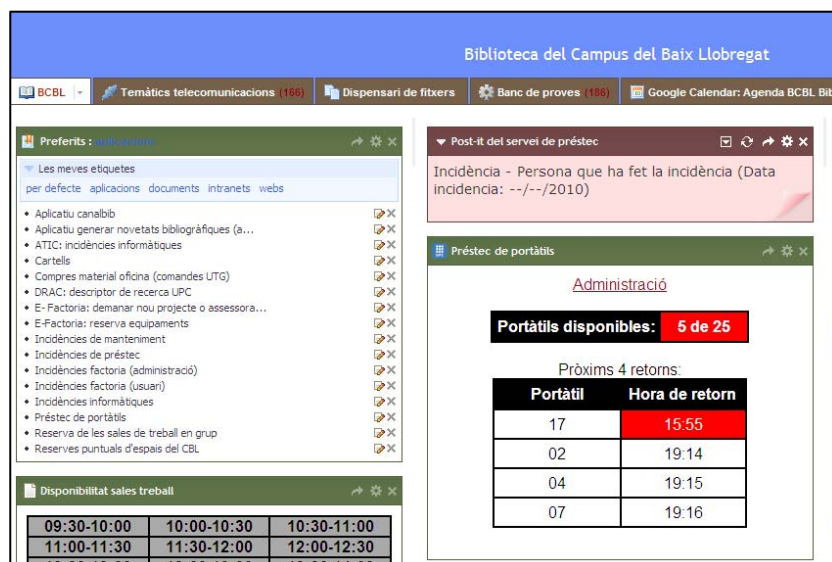 Biblioteca del Campus del Baix Llobregat
BCBL
Temàtics telecomunicacions (166)
Dispensari de fitxers
Banc de proves (186)
Google Calendar: Agenda BCBL Bib
Preferits : aplicacions
Les meves etiquetes
per defecte aplicacions documents intranets webs
Aplicatiu canalbib
Aplicatiu generar novetats bibliogràfiques (a...
ATIC: incidències informàtiques
Cartells
Compres material oficina (comandes UTG)
DRAC: descriptor de recerca UPC
E- Factoria: demanar nou projecte o assessora...
E-Factoria: reserva equipaments
Incidències de manteniment
Incidències de préstec
Incidències factoria (administració)
Incidències factoria (usuari)
Incidències informàtiques
Préstec de portàtils
Reserva de les sales de treball en grup
Reserves puntuals d'espais del CBL
Disponibilitat sales treball
09:30-10:00 10:00-10:30 10:30-11:00
11:00-11:30 11:30-12:00 12:00-12:30
Post-it del servei de préstec
Incidència - Persona que ha fet la incidència (Data
incidencia: --/--/2010)
Préstec de portàtils
Administració
Portàtils disponibles: 5 de 25
Pròxims 4 retorns:
Portàtil Hora de retorn
17 15:55
02 19:14
04 19:15
07 19:16